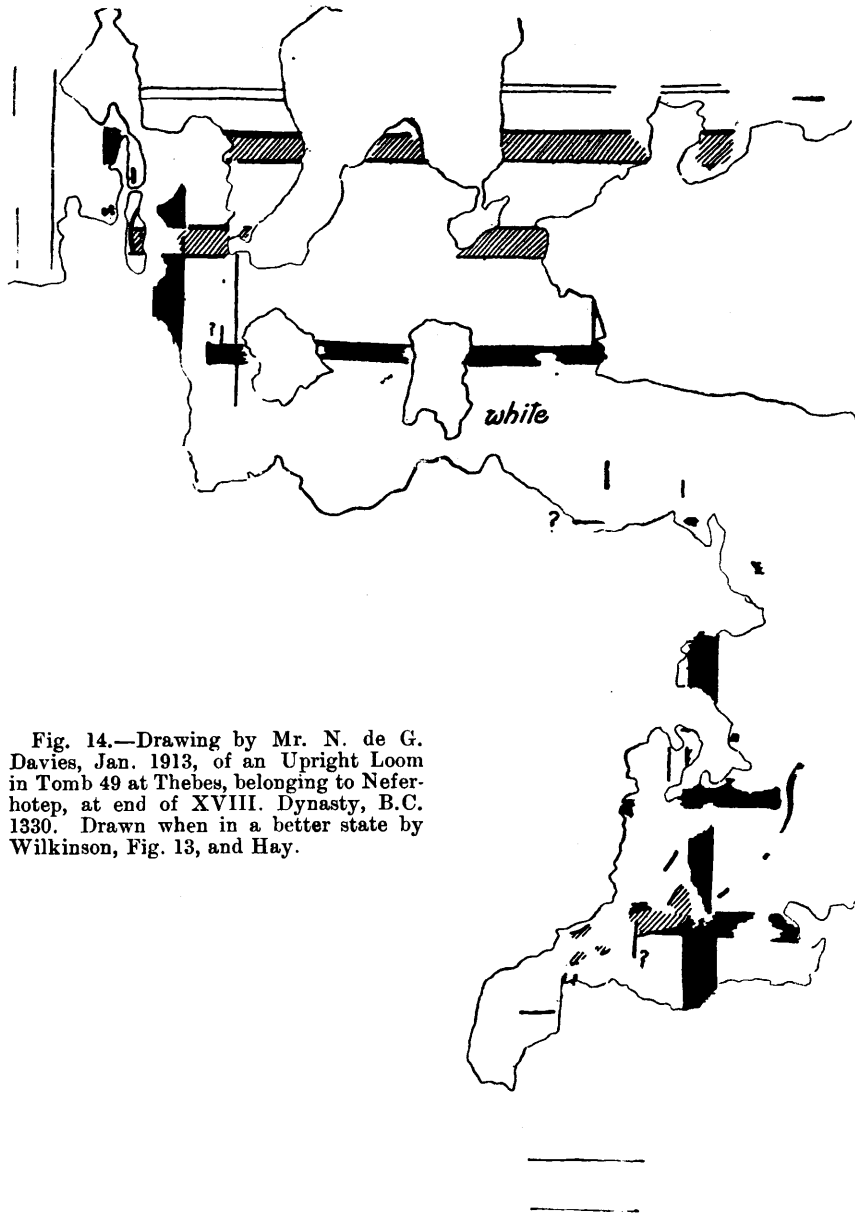 ?
white
?
?
Fig. 14.—Drawing by Mr. N. de G.
Davies, Jan. 1913, of an Upright Loom
in Tomb 49 at Thebes, belonging to Nefer-
hotep, at end of XVIII. Dynasty, B.C.
1330. Drawn when in a better state by
Wilkinson, Fig. 13, and Hay.